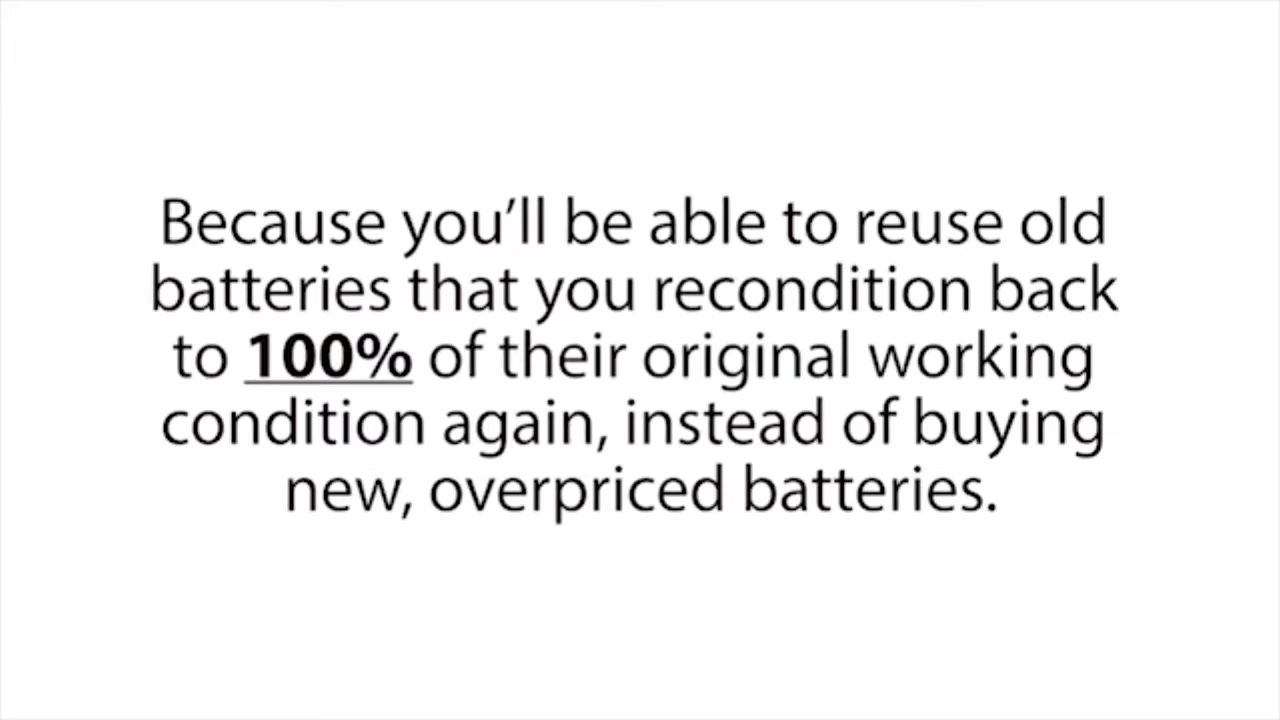 Because you’ll be able to reuse old
batteries that you recondition back
to 100% of their original working
condition again, instead of buying
new, overpriced batteries.